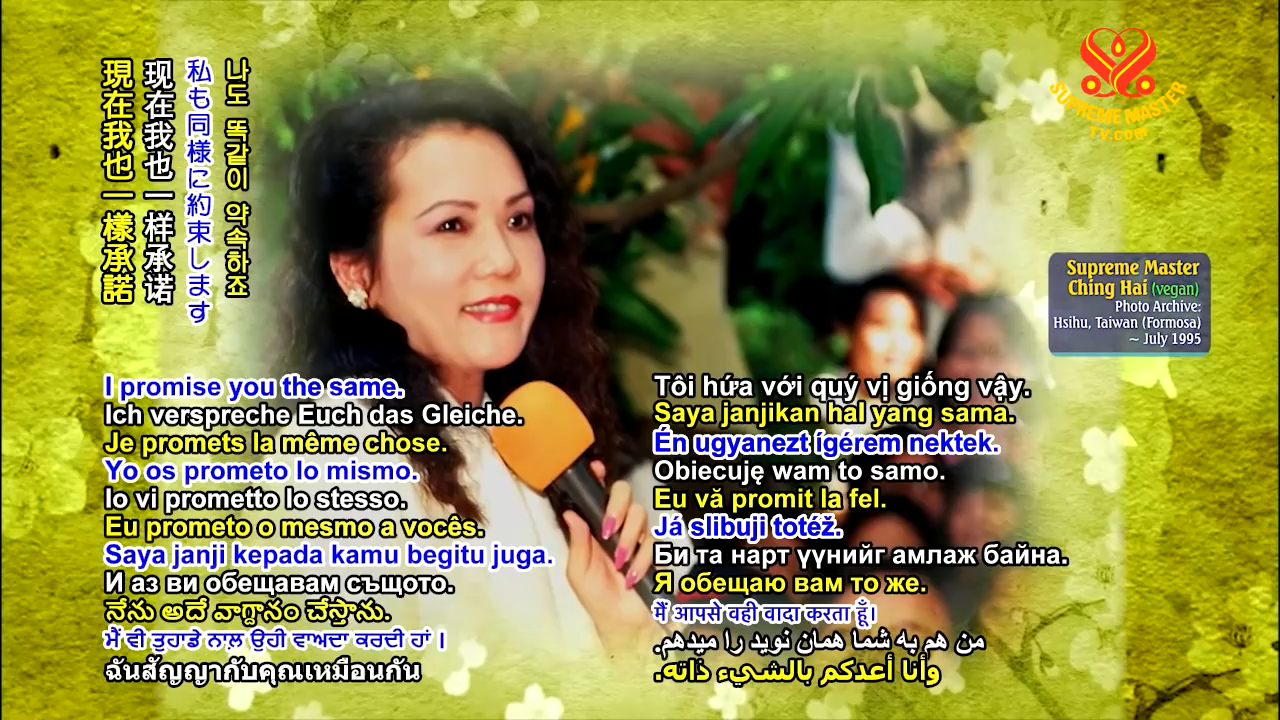 나도 똑같이 약속하죠
私も同様に約束します
现在我也一样承诺
現在我也一樣承諾
SUPREME MASTER
TV.COM
Supreme Master
Ching Hai (vegan)
Photo Archive:
Hsihu, Taiwan (Formosa)
~ July 1995
I promise you the same.
Ich verspreche Euch das Gleiche.
Je promets la même chose.
Yo os prometo lo mismo.
Io vi prometto lo stesso.
Eu prometo o mesmo a vocês.
Saya janji kepada kamu begitu juga.
И аз ви обещавам същото.
నేను అదే వాగ్దానం చేస్తాను.
ਮੈਂ ਵੀ ਤੁਹਾਡੇ ਨਾਲ਼ ਉਹੀ ਵਾਅਦਾ ਕਰਦੀ ਹਾਂ।
ฉันสัญญากับคุณเหมือนกัน
Tôi hứa với quý vị giống vậy.
Saya janjikan hal yang sama.
Én ugyanezt ígérem nektek.
Obiecuję wam to samo.
Eu vă promit la fel.
Já slibuji totéž.
Би та нарт үүнийг амлаж байна.
Я обещаю вам то же.
मैं आपसे वही वादा करता हूँ।
من هم به شما همان نوید را میدهم.
وأنا أعدكم بالشيء ذاته.